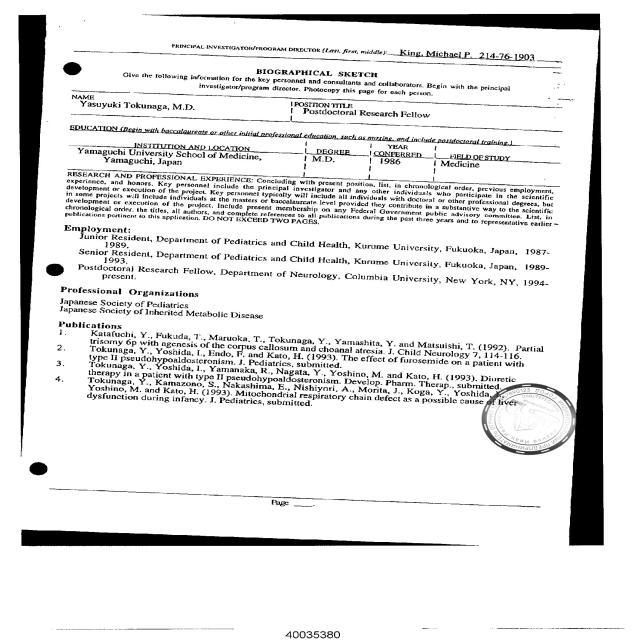 PRINCIPAL INVESTIGATOR/PROGRAM DIRECTOR (Last, first, middle): King, Michael P. 214-76-1903
BIOGRAPHICAL SKETCH
Give the following information for the key personnel and consultants and collaborators. Begin with the principal
investigator/program director. Photocopy this page for each person.
NAME
Yasuyuki Tokunaga, M.D.
POSITION TITLE
Postdoctoral Research Fellow
EDUCATION (Begin with baccalaureate or other initial professional education, such as nursing, and include postdoctoral training.)
INSTITUTION AND LOCATION
DEGREE
YEAR
CONFERRED
FIELD OF STUDY
Yamaguchi University School of Medicine,
Yamaguchi, Japan
M.D.
1986
Medicine
RESEARCH AND PROFESSIONAL EXPERIENCE: Concluding with present position, list, in chronological order, previous employment,
experience, and honors. Key personnel include the principal investigator and any other individuals who participate in the scientific
development or execution of the project. Key personnel typically will include all individuals with doctoral or other professional degrees, but
in some projects will include individuals at the masters or baccalaureate level provided they contribute in a substantive way to the scientific
development or execution of the project. Include present membership on any Federal Government public advisory committee. List, in
chronological order, the titles, all authors, and complete references to all publications during the past three years and to representative earlier
publications pertinent to this application. DO NOT EXCEED TWO PAGES.
Employment:
Junior Resident, Department of Pediatrics and Child Health, Kurume University, Fukuoka, Japan, 1987-
1989.
Senior Resident, Department of Pediatrics and Child Health, Kurume University, Fukuoka, Japan, 1989-
1993.
Postdoctoral Research Fellow, Department of Neurology, Columbia University, New York, NY, 1994-
present.
Professional Organizations
Japanese Society of Pediatrics
Japanese Society of Inherited Metabolic Disease
Publications
1. Katafuchi, Y., Fukuda, T., Maruoka, T., Tokunaga, Y., Yamashita, Y. and Matsuishi, T. (1992). Partial
trisomy 6p with agenesis of the corpus callosum and choanal atresia. J. Child Neurology 7, 114-116.
2. Tokunaga, Y., Yoshida, I., Endo, F. and Kato, H. (1993). The effect of furosemide on a patient with
type II pseudohypoaldosteronism. J. Pediatrics, submitted.
3. Tokunaga, Y., Yoshida, I., Yamanaka, R., Nagata, Y., Yoshino, M. and Kato, H. (1993). Diuretic
therapy in a patient with type II pseudohypoaldosteronism. Develop. Pharm. Therap., submitted.
4. Tokunaga, Y., Kamazono, S., Nakashima, E., Nishiyori, A., Morita, J., Koga, Y., Yoshida, I.,
Yoshino, M. and Kato, H. (1993). Mitochondrial respiratory chain defect as a possible cause of liver
dysfunction during infancy. J. Pediatrics, submitted.
Page
40035380